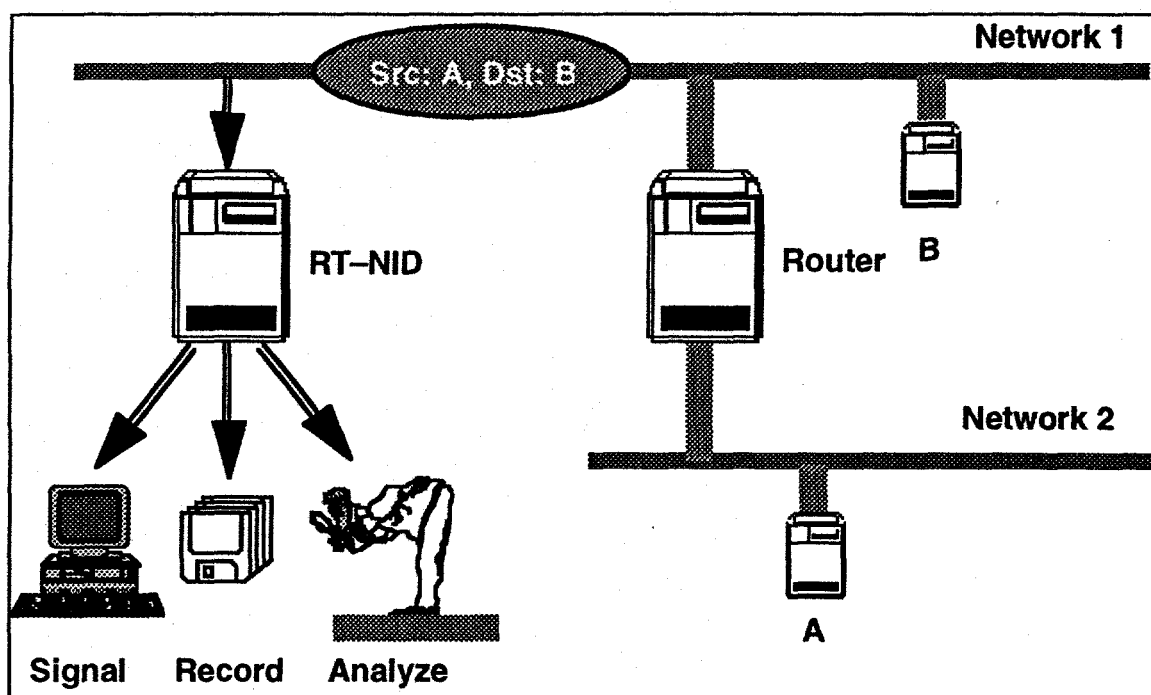 Network 1
Src: A, Dst: B
RT–NID
Router
B
Network 2
A
Signal
Record
Analyze